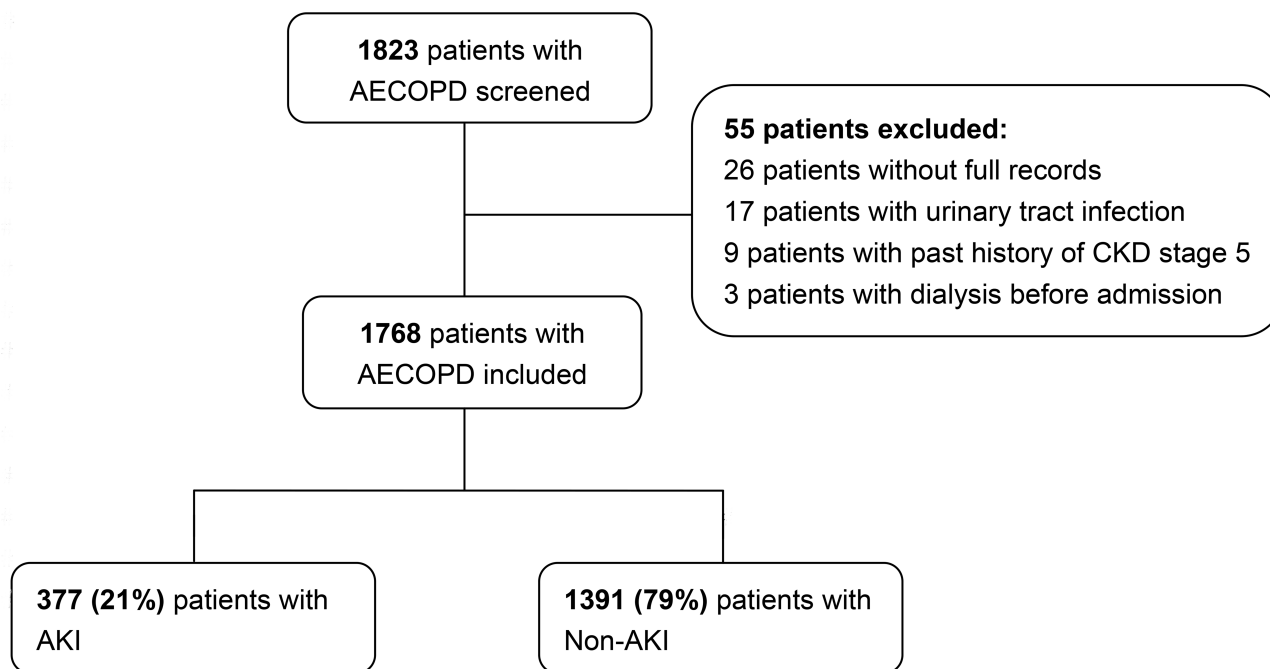 1823 patients with
AECOPD screened
55 patients excluded:
26 patients without full records
17 patients with urinary tract infection
9 patients with past history of CKD stage 5
3 patients with dialysis before admission
1768 patients with
AECOPD included
377 (21%) patients with
AKI
1391 (79%) patients with
Non-AKI